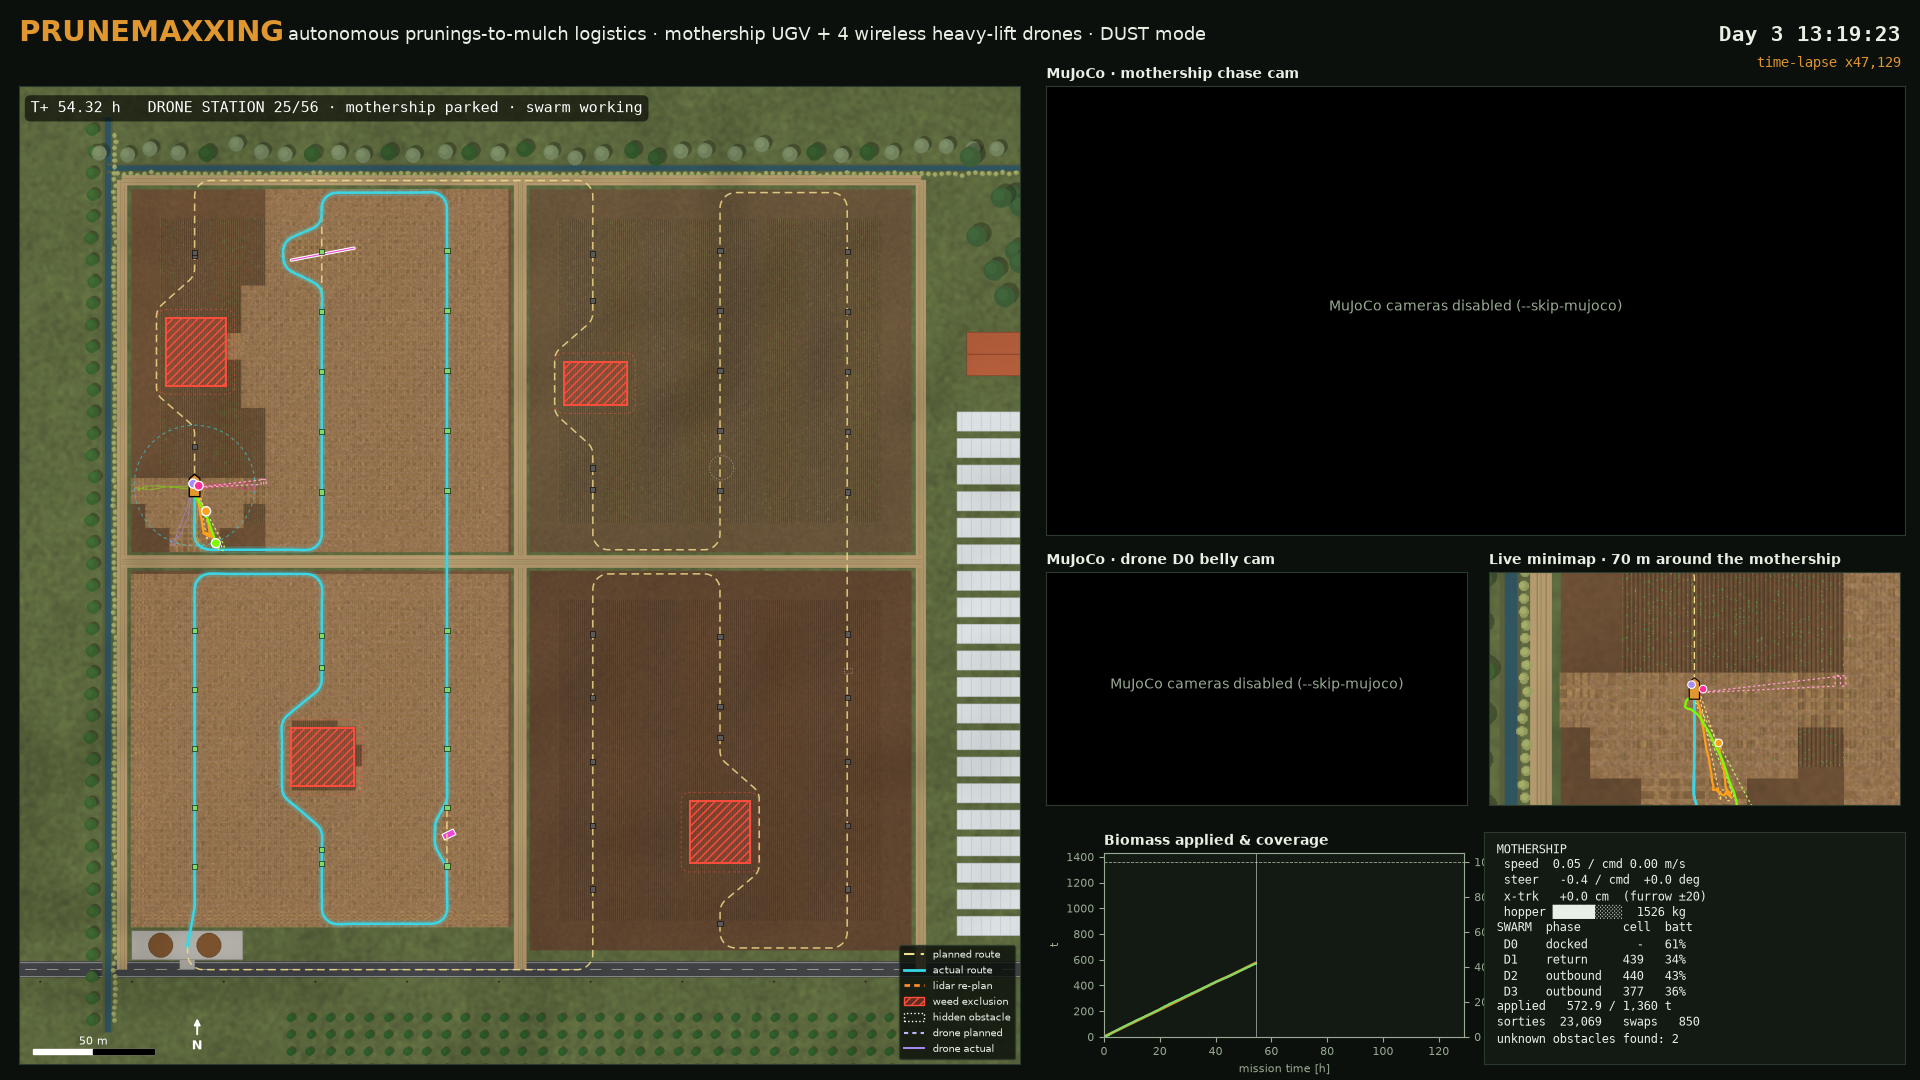 PRUNEMAXXING autonomous prunings-to-mulch logistics · mothership UGV + 4 wireless heavy-lift drones · DUST mode
Day 3 13:19:23
time-lapse x47,129
T+ 54.32 h   DRONE STATION 25/56 · mothership parked · swarm working
50 m
N
planned route
actual route
lidar re-plan
weed exclusion
hidden obstacle
drone planned
drone actual
MuJoCo · mothership chase cam
MuJoCo cameras disabled (--skip-mujoco)
MuJoCo · drone D0 belly cam
MuJoCo cameras disabled (--skip-mujoco)
Live minimap · 70 m around the mothership
Biomass applied & coverage
1400
1200
1000
800
600
400
200
0
t
0 20 40 60 80 100 120
mission time [h]
80
60
40
20
0
MOTHERSHIP
speed 0.05 / cmd 0.00 m/s
steer -0.4 / cmd +0.0 deg
x-trk +0.0 cm (furrow ±20)
hopper ██████░░░░ 1526 kg
SWARM phase cell batt
D0 docked - 61%
D1 return 439 34%
D2 outbound 440 43%
D3 outbound 377 36%
applied 572.9 / 1,360 t
sorties 23,069 swaps 850
unknown obstacles found: 2